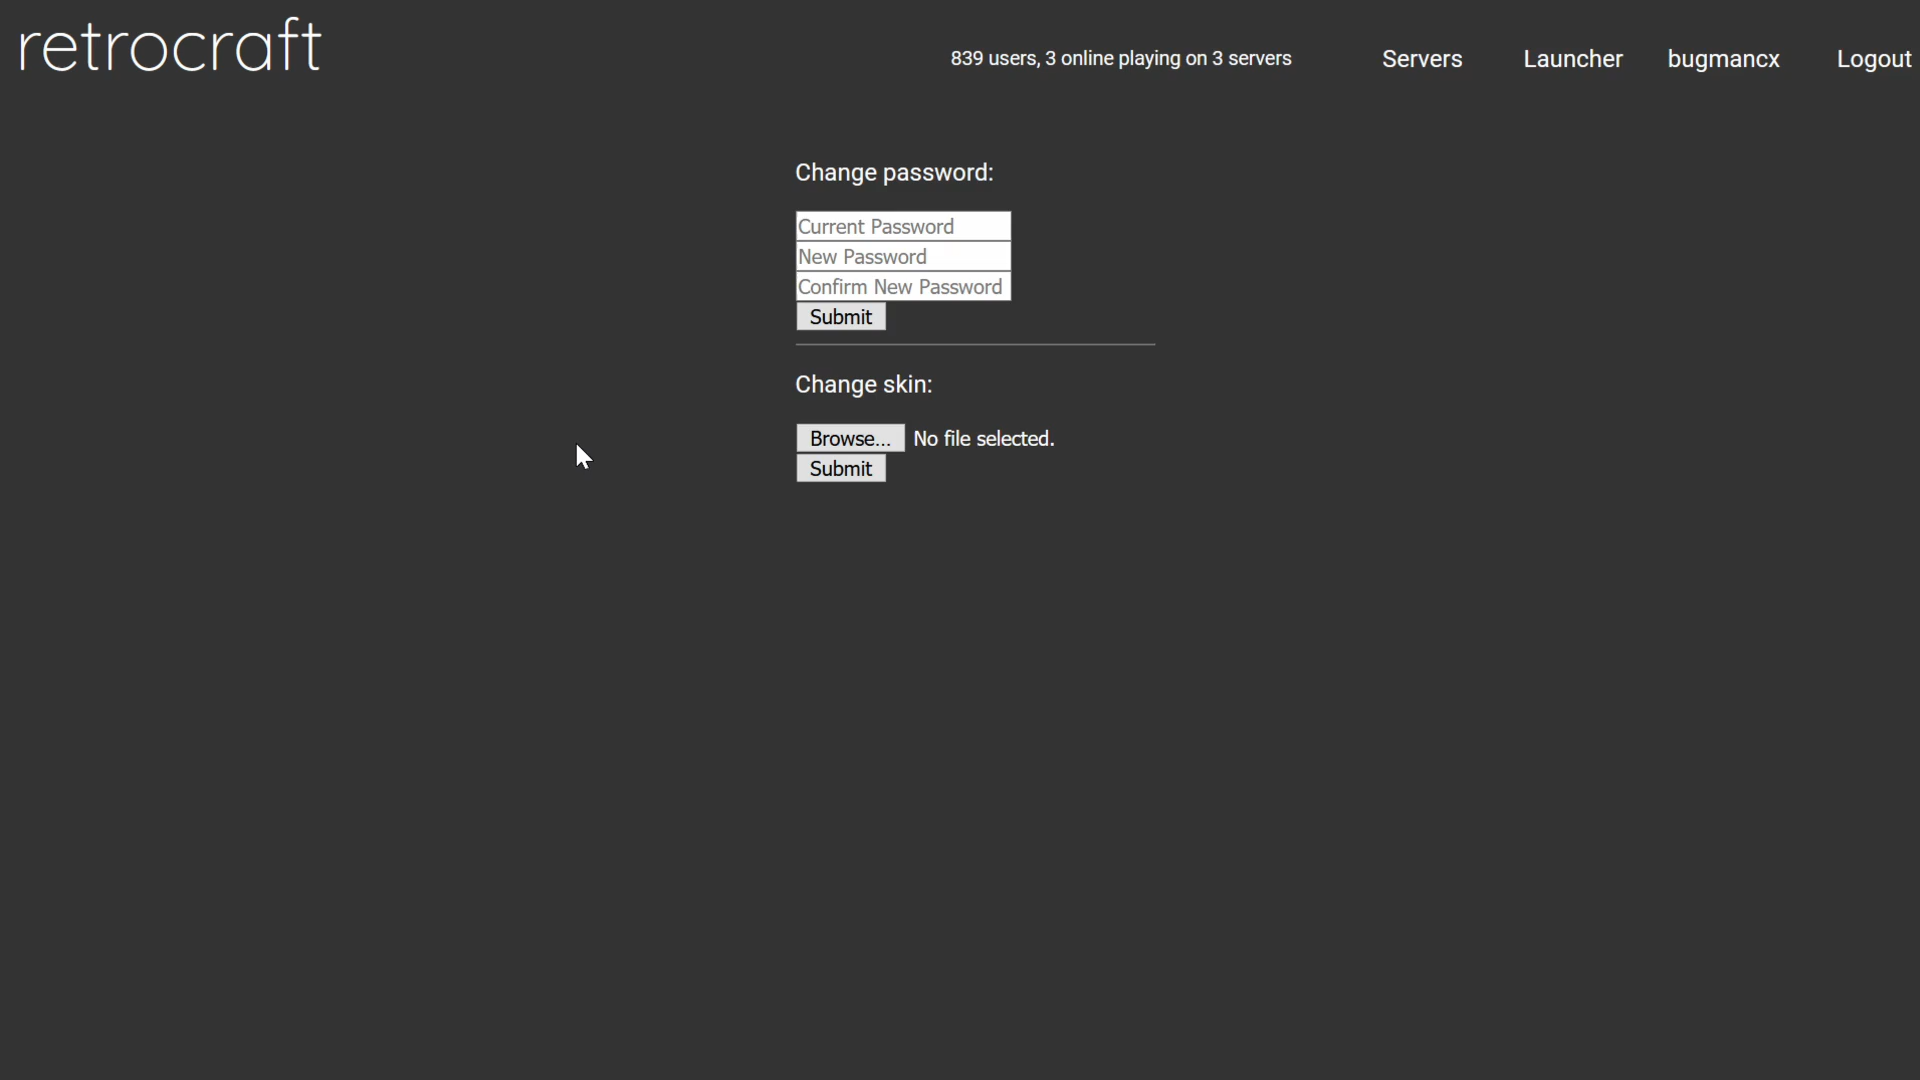 retrocraft
839 users, 3 online playing on 3 servers
Servers
Launcher
bugmancx
Logout
Change password:
Current Password
New Password
Confirm New Password
Submit
Change skin:
Browse... No file selected.
Submit